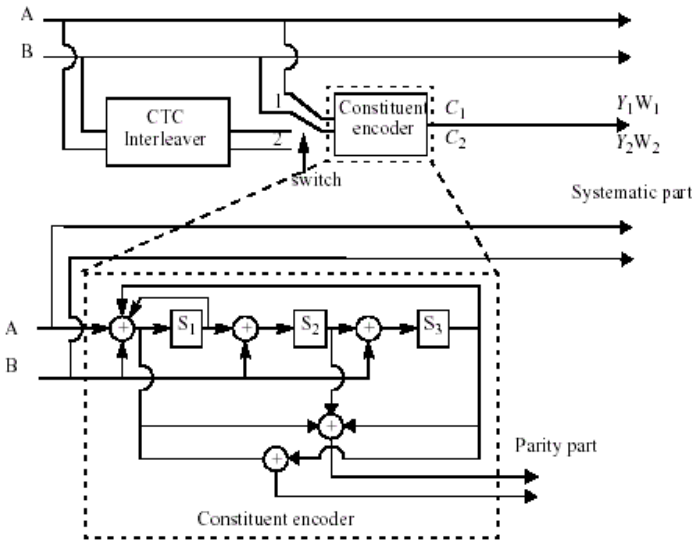 A
B
CTC
Interleaver
1
2
switch
Constituent
encoder
C1
C2
Y1W1
Y2W2
Systematic part
A
B
+
S1
+
S2
+
S3
+
+
Parity part
Constituent encoder